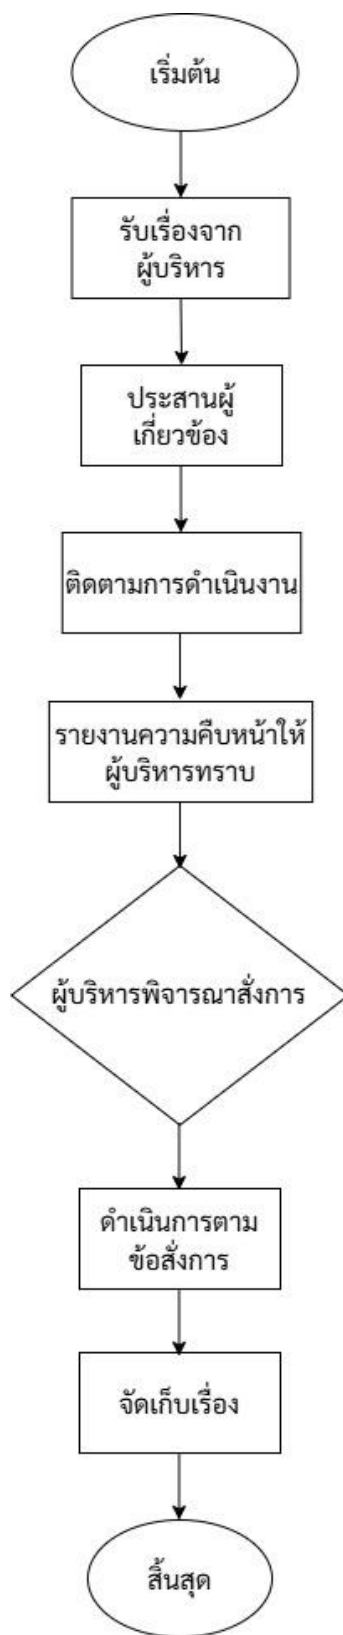 เริ่มต้น
รับเรื่องจาก
ผู้บริหาร
ประสานผู้
เกี่ยวข้อง
ติดตามการดำเนินงาน
รายงานความคืบหน้าให้
ผู้บริหารทราบ
ผู้บริหารพิจารณาสั่งการ
ดำเนินการตาม
ข้อสั่งการ
จัดเก็บเรื่อง
สิ้นสุด